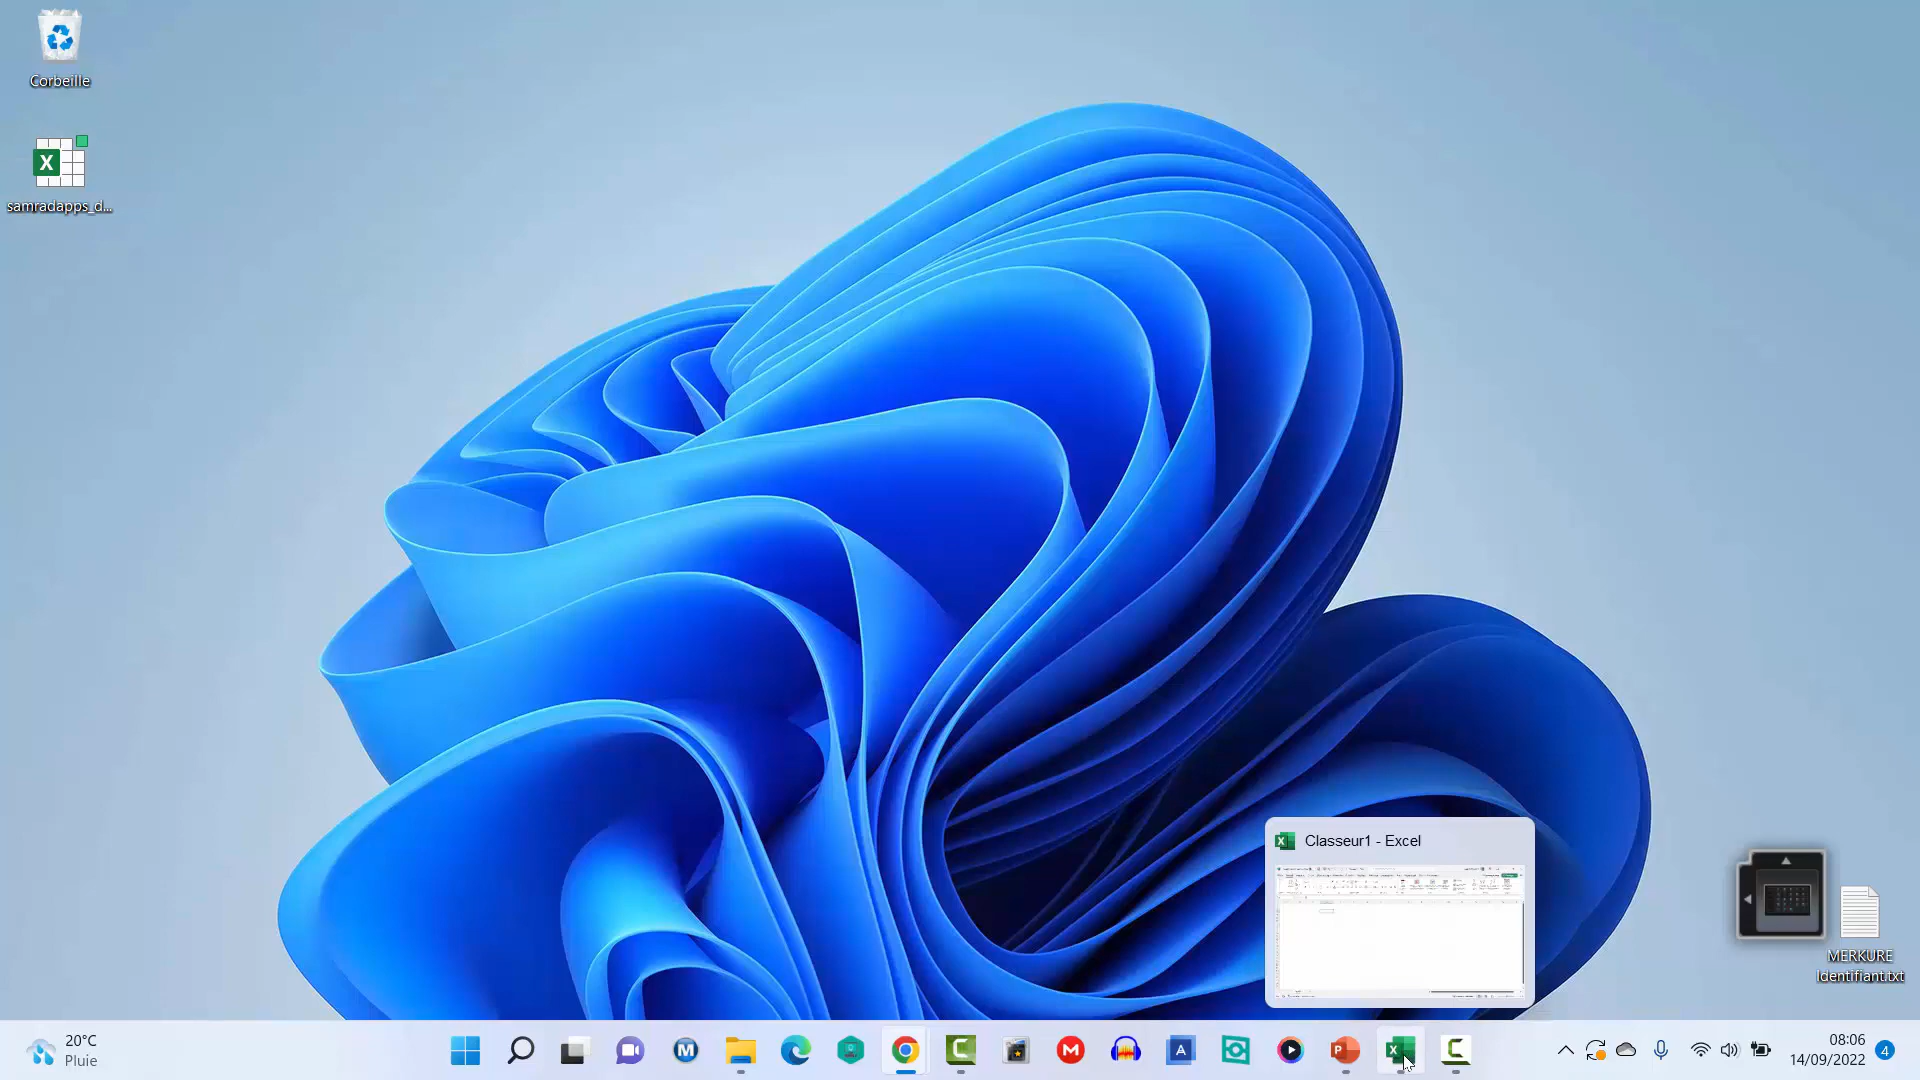 Corbeille
samradapps_d...
Classeur1 - Excel
MERKURE
Identifiant.txt
20°C
Pluie
08:06
14/09/2022
4